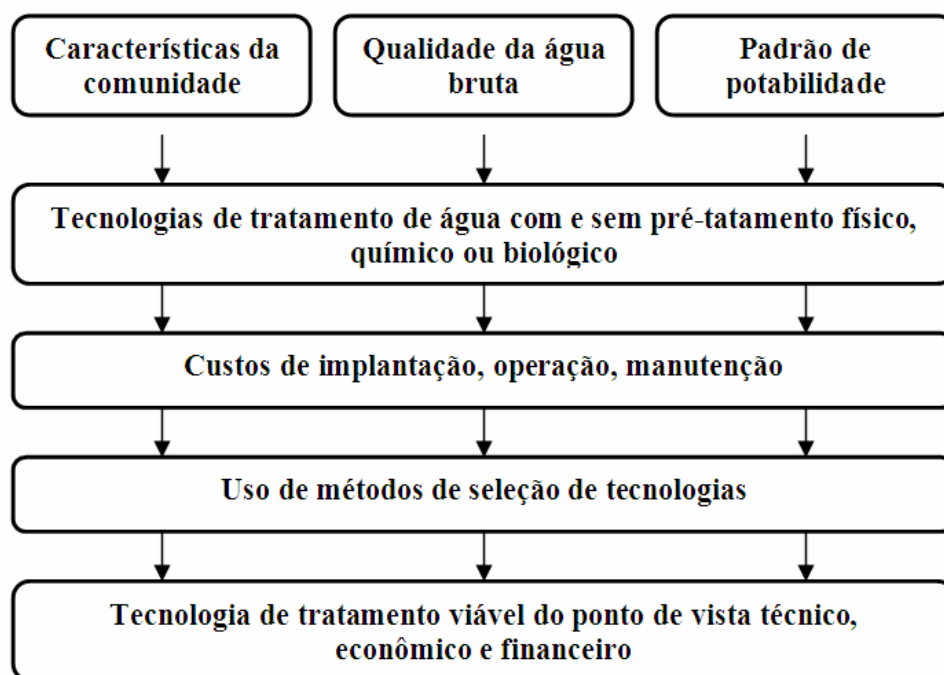 Características da
comunidade
Qualidade da água
bruta
Padrão de
potabilidade
Tecnologias de tratamento de água com e sem pré-tatamento físico,
químico ou biológico
Custos de implantação, operação, manutenção
Uso de métodos de seleção de tecnologias
Tecnologia de tratamento viável do ponto de vista técnico,
econômico e financeiro